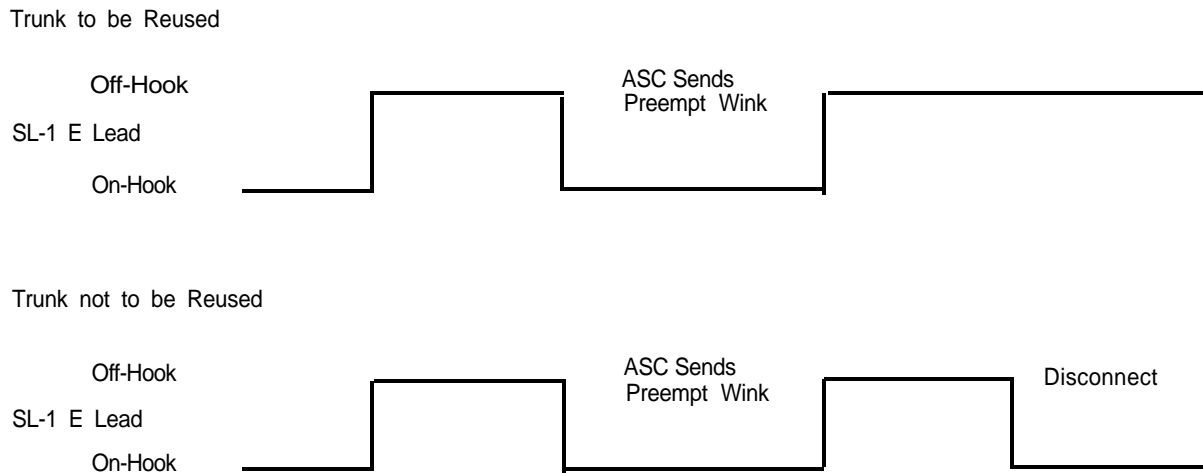 Trunk to be Reused
Off-Hook
ASC Sends
Preempt Wink
SL-1 E Lead
On-Hook
Trunk not to be Reused
Off-Hook
ASC Sends
Preempt Wink
Disconnect
SL-1 E Lead
On-Hook